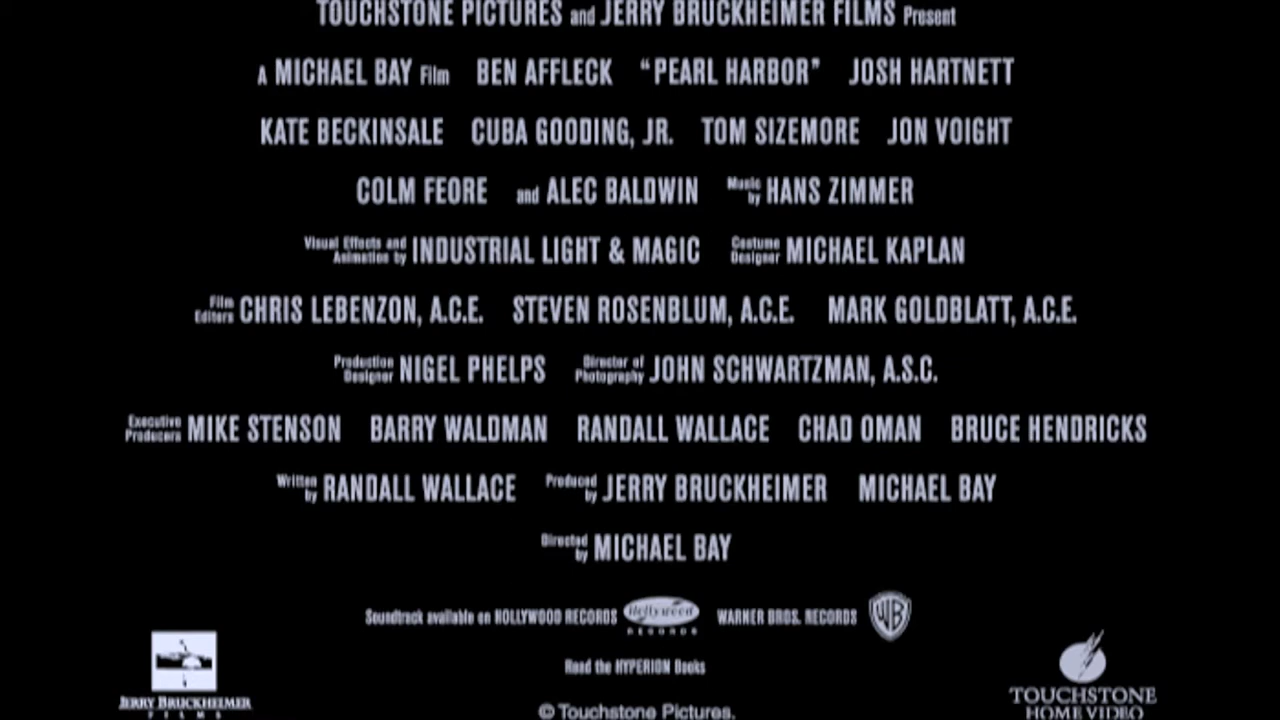 TOUCHSTONE PICTURES and JERRY BRUCKHEIMER FILMS Present
A MICHAEL BAY Film BEN AFFLECK "PEARL HARBOR" JOSH HARTNETT
KATE BECKINSALE CUBA GOODING, JR. TOM SIZEMORE JON VOIGHT
COLM FEORE and ALEC BALDWIN Music by HANS ZIMMER
Visual Effects and Animation by INDUSTRIAL LIGHT & MAGIC Costume Designer MICHAEL KAPLAN
Film Editors CHRIS LEBENZON, A.C.E. STEVEN ROSENBLUM, A.C.E. MARK GOLDBLATT, A.C.E.
Production Designer NIGEL PHELPS Director of Photography JOHN SCHWARTZMAN, A.S.C.
Executive Producers MIKE STENSON BARRY WALDMAN RANDALL WALLACE CHAD OMAN BRUCE HENDRICKS
Written by RANDALL WALLACE Produced by JERRY BRUCKHEIMER MICHAEL BAY
Directed by MICHAEL BAY
Soundtrack available on HOLLYWOOD RECORDS Hollywood RECORDS WARNER BROS. RECORDS WB
Read the HYPERION Books
JERRY BRUCKHEIMER
FILMS
TOUCHSTONE
HOME VIDEO
© Touchstone Pictures.